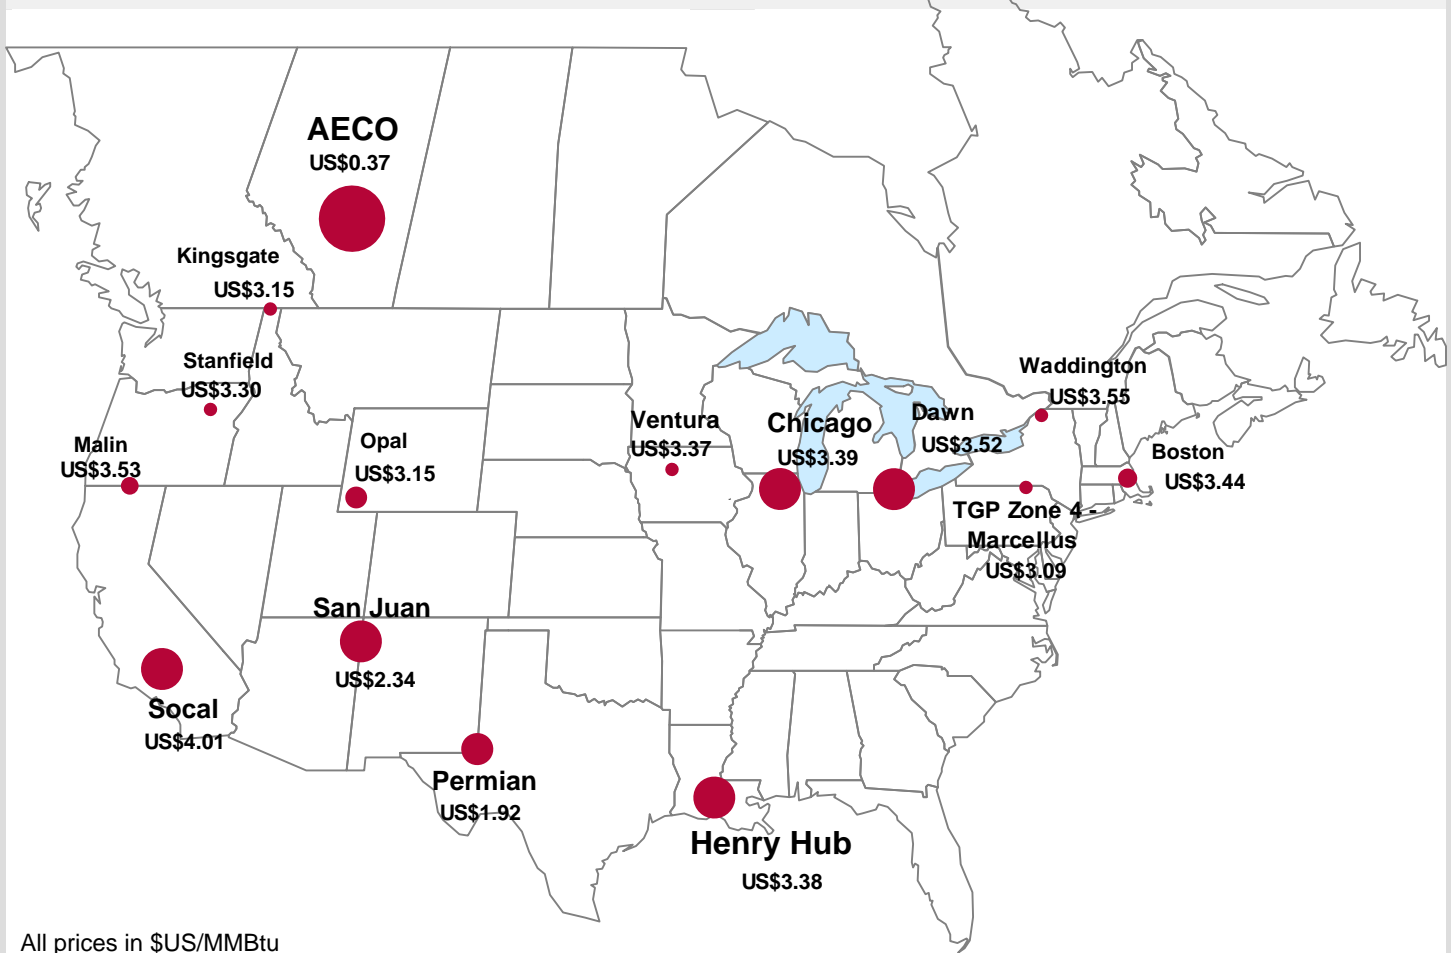 AECO
US$0.37
Kingsgate
US$3.15
Stanfield
US$3.30
Malin
US$3.53
Opal
US$3.15
Ventura
US$3.37
Chicago
US$3.39
Dawn
US$3.52
Waddington
US$3.55
Boston
US$3.44
TGP Zone 4 -
Marcellus
US$3.09
San Juan
US$2.34
Socal
US$4.01
Permian
US$1.92
Henry Hub
US$3.38
All prices in $US/MMBtu